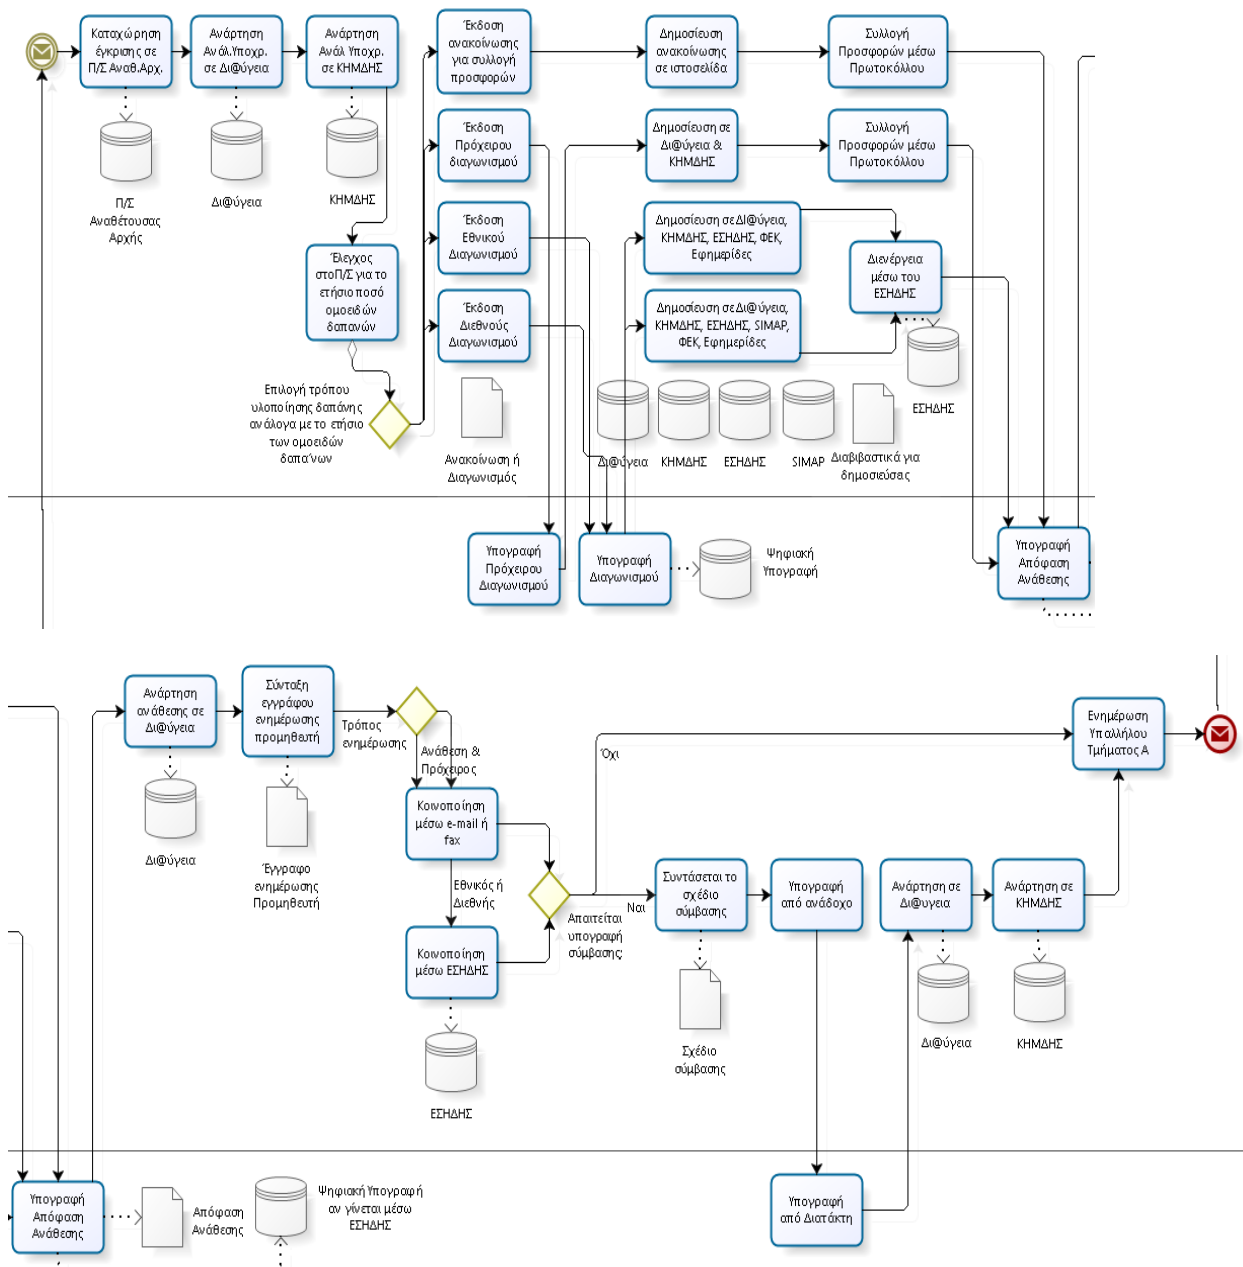 Καταχώρηση
έγκρισης σε
Π/Σ Αναθ.Αρχ.
Ανάρτηση
Ανάλ.Υποχρ.
σε Δι@ύγεια
Ανάρτηση
Ανάλ Υποχρ.
σε ΚΗΜΔΗΣ
Έκδοση
ανακοίνωσης
για συλλογή
προσφορών
Δημοσίευση
ανακοίνωσης
σε ιστοσελίδα
Συλλογή
Προσφορών μέσω
Πρωτοκόλλου
Π/Σ
Αναθέτουσας
Αρχής
Δι@ύγεια
ΚΗΜΔΗΣ
Έκδοση
Πρόχειρου
διαγωνισμού
Δημοσίευση σε
Δι@ύγεια &
ΚΗΜΔΗΣ
Συλλογή
Προσφορών μέσω
Πρωτοκόλλου
Έκδοση
Εθνικού
Διαγωνισμού
Δημοσίευση σε ΔΙ@ύγεια,
ΚΗΜΔΗΣ, ΕΣΗΔΗΣ, ΦΕΚ,
Εφημερίδες
Διενέργεια
μέσω του
ΕΣΗΔΗΣ
Έλεγχος
στο Π/Σ για το
ετήσιο ποσό
ομοειδών
δαπανών
Έκδοση
Διεθνούς
Διαγωνισμού
Δημοσίευση σε Δι@ύγεια,
ΚΗΜΔΗΣ, ΕΣΗΔΗΣ, SIMAP,
ΦΕΚ, Εφημερίδες
ΕΣΗΔΗΣ
Επιλογή τρόπου
υλοποίησης δαπάνης
ανάλογα με το ετήσιο
των ομοειδών
δαπα'νων
Ανακοίνωση ή
Διαγωνισμός
Δι@ύγεια
ΚΗΜΔΗΣ
ΕΣΗΔΗΣ
SIMAP
Διαβιβαστικά για
δημοσιεύσεις
Υπογραφή
Πρόχειρου
Διαγωνισμού
Υπογραφή
Διαγωνισμού
Ψηφιακή
Υπογραφή
Υπογραφή
Απόφαση
Ανάθεσης
Ανάρτηση
ανάθεσης σε
Δι@ύγεια
Σύνταξη
εγγράφου
ενημέρωσης
προμηθευτή
Τρόπος
ενημέρωσης
Ανάθεση &
Πρόχειρος
Όχι
Ενημέρωση
Υπαλλήλου
Τμήματος Α
Δι@ύγεια
Έγγραφο
ενημέρωσης
Προμηθευτή
Κοινοποίηση
μέσω e-mail ή
fax
Εθνικός ή
Διεθνής
Κοινοποίηση
μέσω ΕΣΗΔΗΣ
ΕΣΗΔΗΣ
Απαιτείται
υπογραφή
σύμβασης;
Ναι
Συντάσεται το
σχέδιο
σύμβασης
Υπογραφή
από ανάδοχο
Ανάρτηση σε
Δι@υγεια
Ανάρτηση σε
ΚΗΜΔΗΣ
Σχέδιο
σύμβασης
Δι@ύγεια
ΚΗΜΔΗΣ
Υπογραφή
Απόφαση
Ανάθεσης
Απόφαση
Ανάθεσης
Ψηφιακή Υπογραφή
αν γίνεται μέσω
ΕΣΗΔΗΣ
Υπογραφή
από Διατάκτη